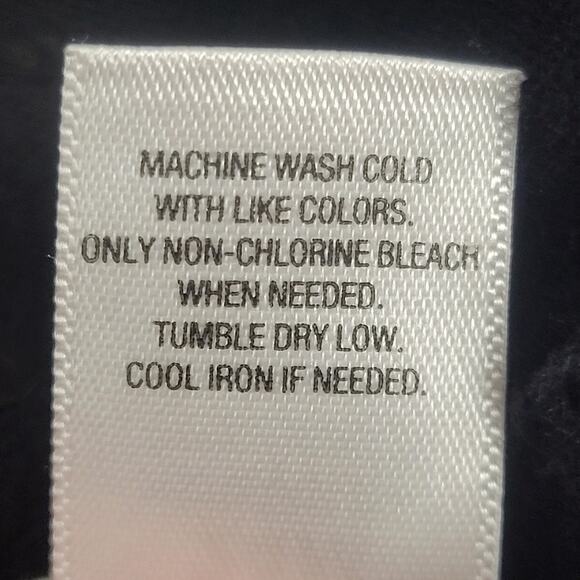 MACHINE WASH COLD
WITH LIKE COLORS.
ONLY NON-CHLORINE BLEACH
WHEN NEEDED.
TUMBLE DRY LOW.
COOL IRON IF NEEDED.